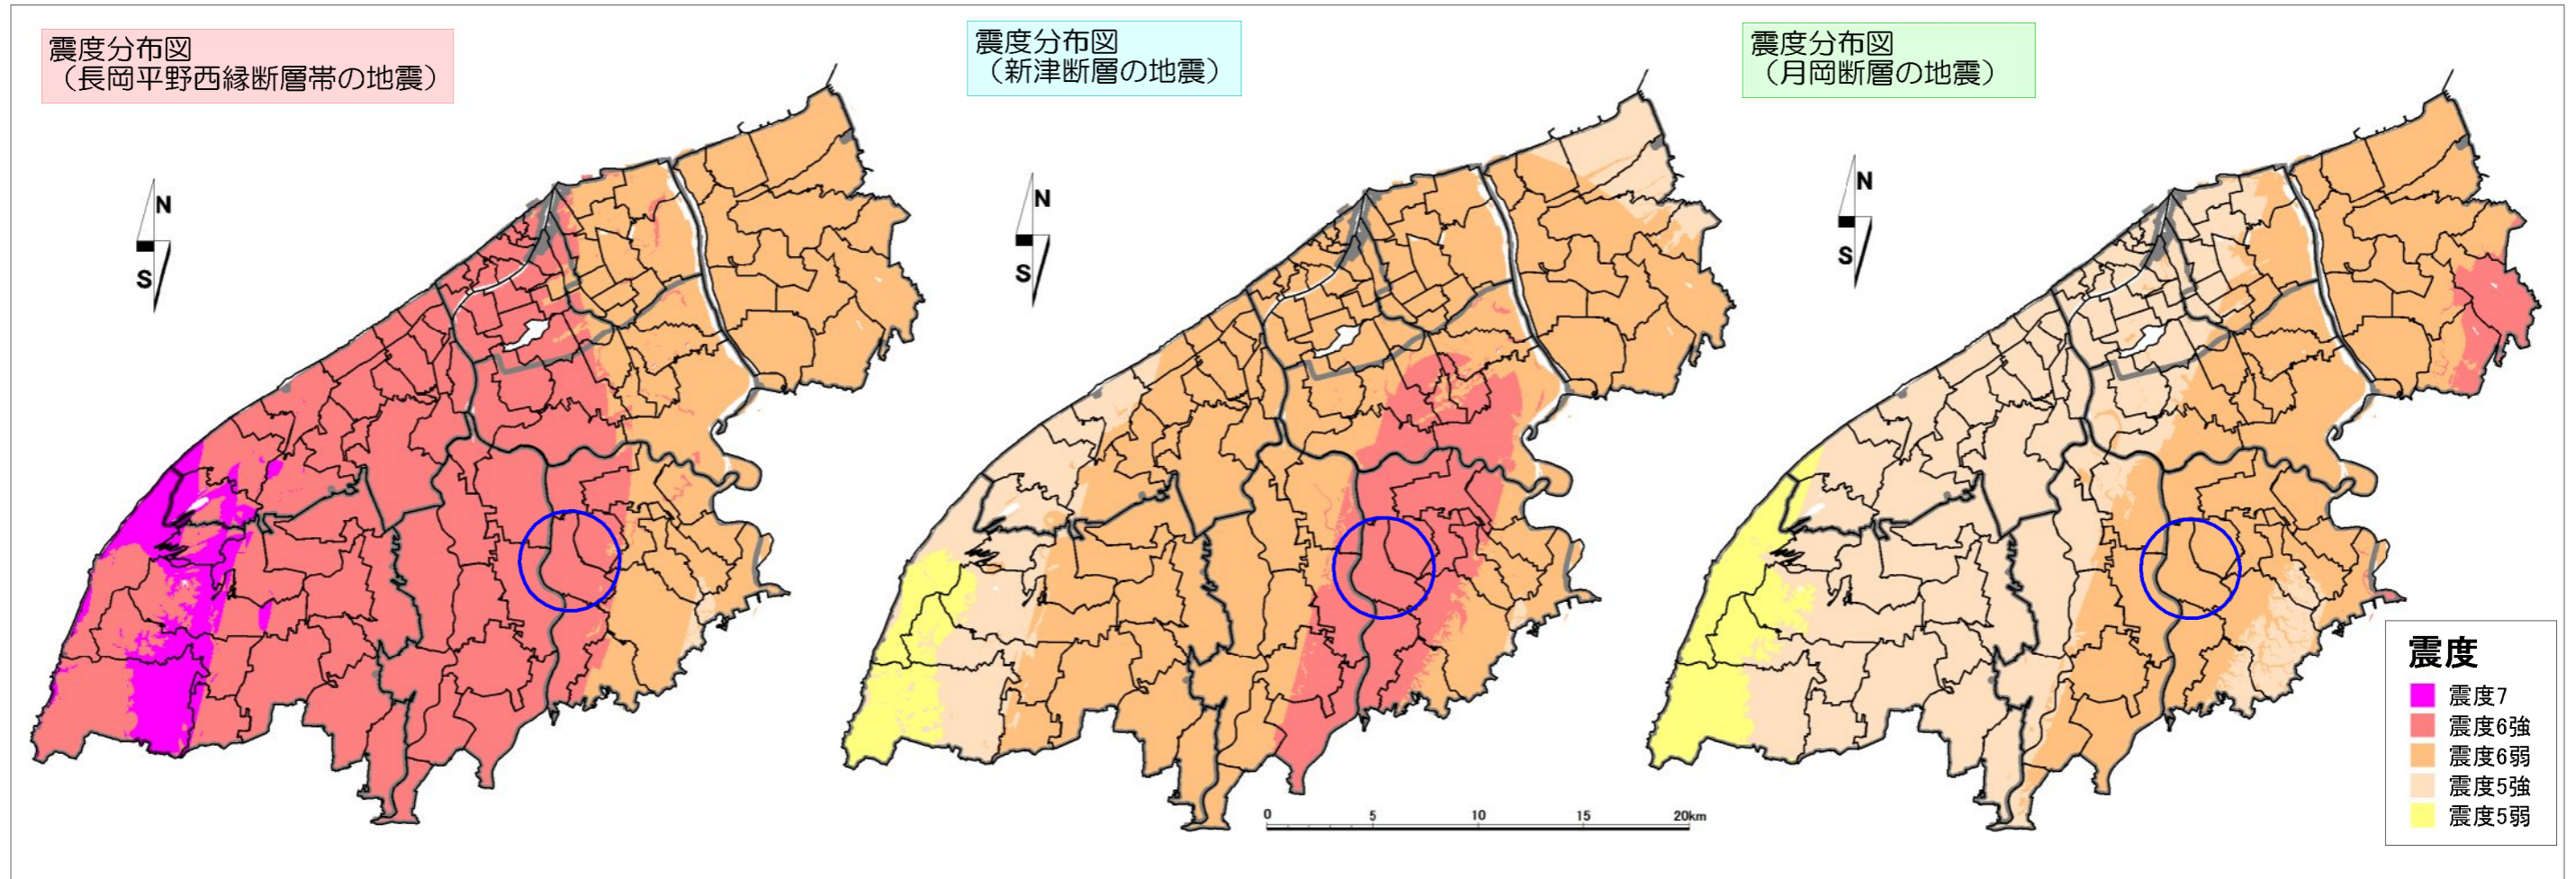 震度分布図
（長岡平野西縁断層帯の地震）
震度分布図
（新津断層の地震）
震度分布図
（月岡断層の地震）
N
S
N
S
N
S
0 5 10 15 20km
震度
震度7
震度6強
震度6弱
震度5強
震度5弱